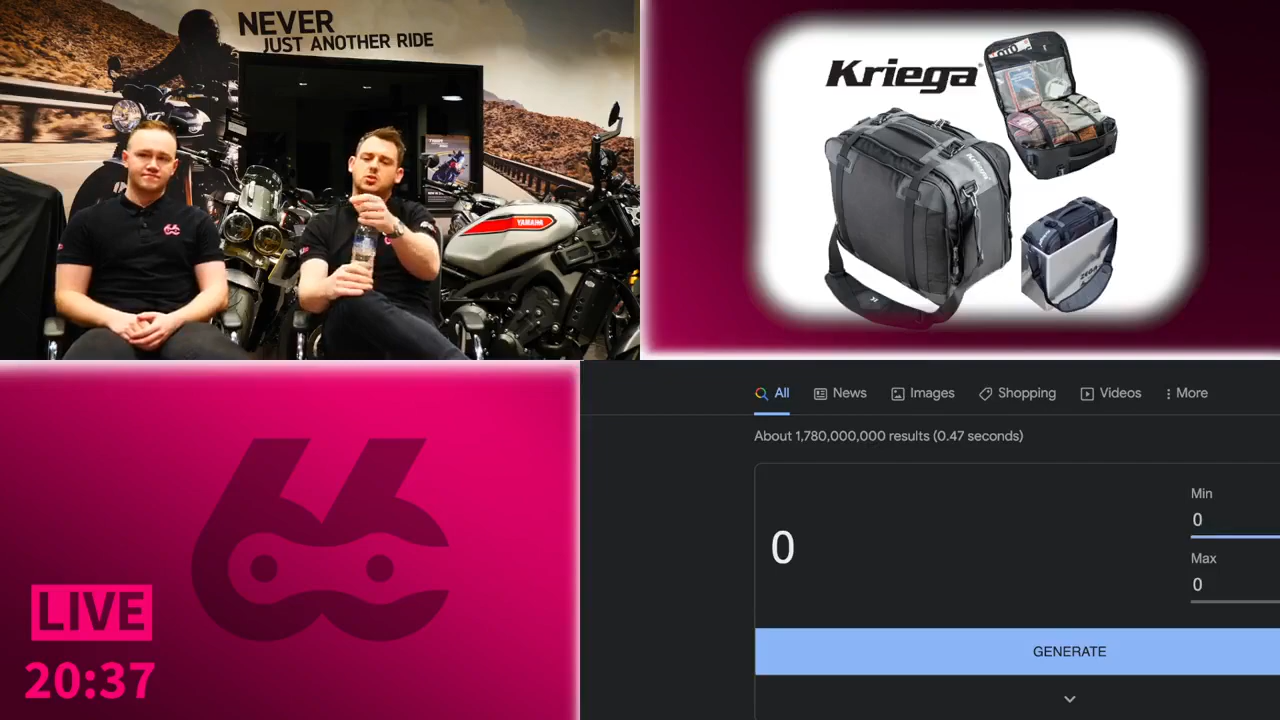 NEVER
JUST ANOTHER RIDE
YAMAHA
Kriega
Kriega
LIVE
20:37
All
News
Images
Shopping
Videos
More
About 1,780,000,000 results (0.47 seconds)
0
Min
0
Max
0
GENERATE